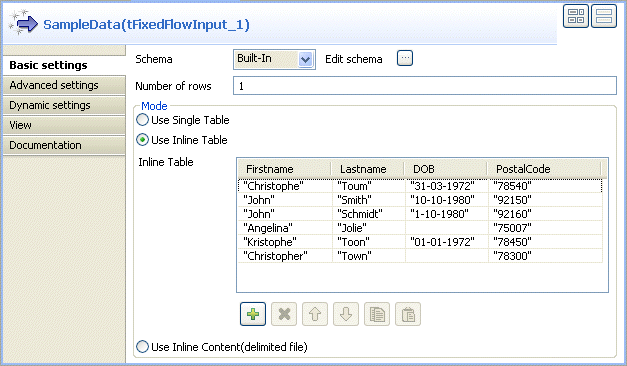 SampleData(tFixedFlowInput_1)
Basic settings
Advanced settings
Dynamic settings
View
Documentation
Schema Built-In Edit schema ...
Number of rows 1
Mode
Use Single Table
Use Inline Table
Inline Table
Firstname Lastname DOB PostalCode
"Christophe" "Toum" "31-03-1972" "78540"
"John" "Smith" "10-10-1980" "92150"
"John" "Schmidt" "1-10-1980" "92160"
"Angelina" "Jolie" "75007"
"Kristophe" "Toon" "01-01-1972" "78450"
"Christopher" "Town" "78300"
Use Inline Content(delimited file)